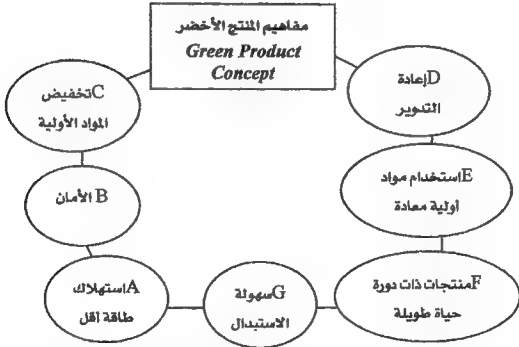 مفاهيم المنتج الأخضر
Green Product
Concept
Dإعادة
التدوير
Eاستخدام مواد
أولية معادة
Fمنتجات ذات دورة
حياة طويلة
Gسهولة
الاستبدال
Aاستهلاك
طاقة أقل
B الأمان
Cتخفيض
المواد الأولية